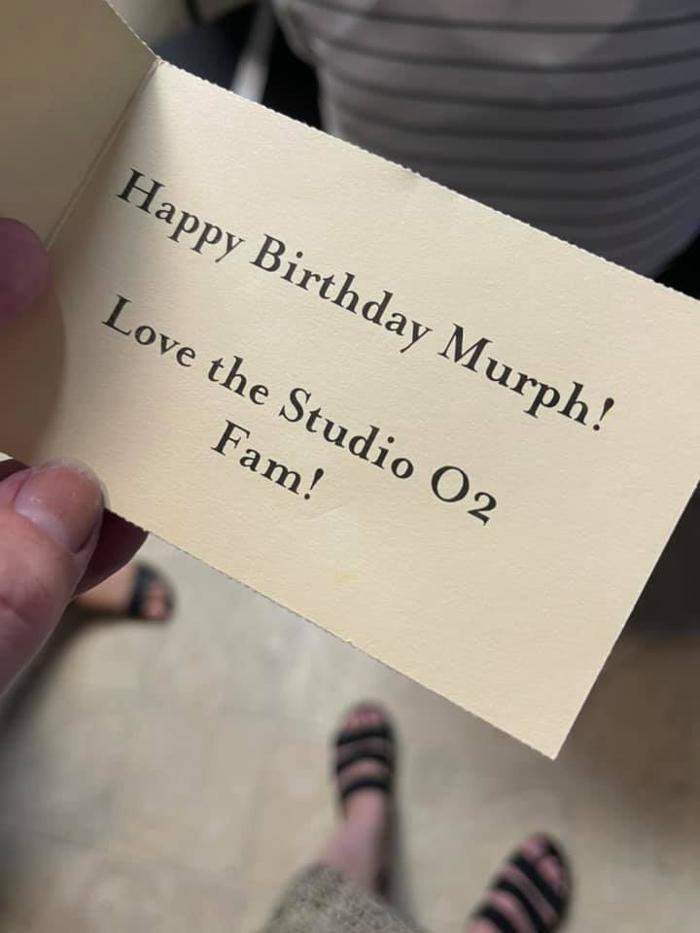 Happy Birthday Murph!
Love the Studio O2
Fam!